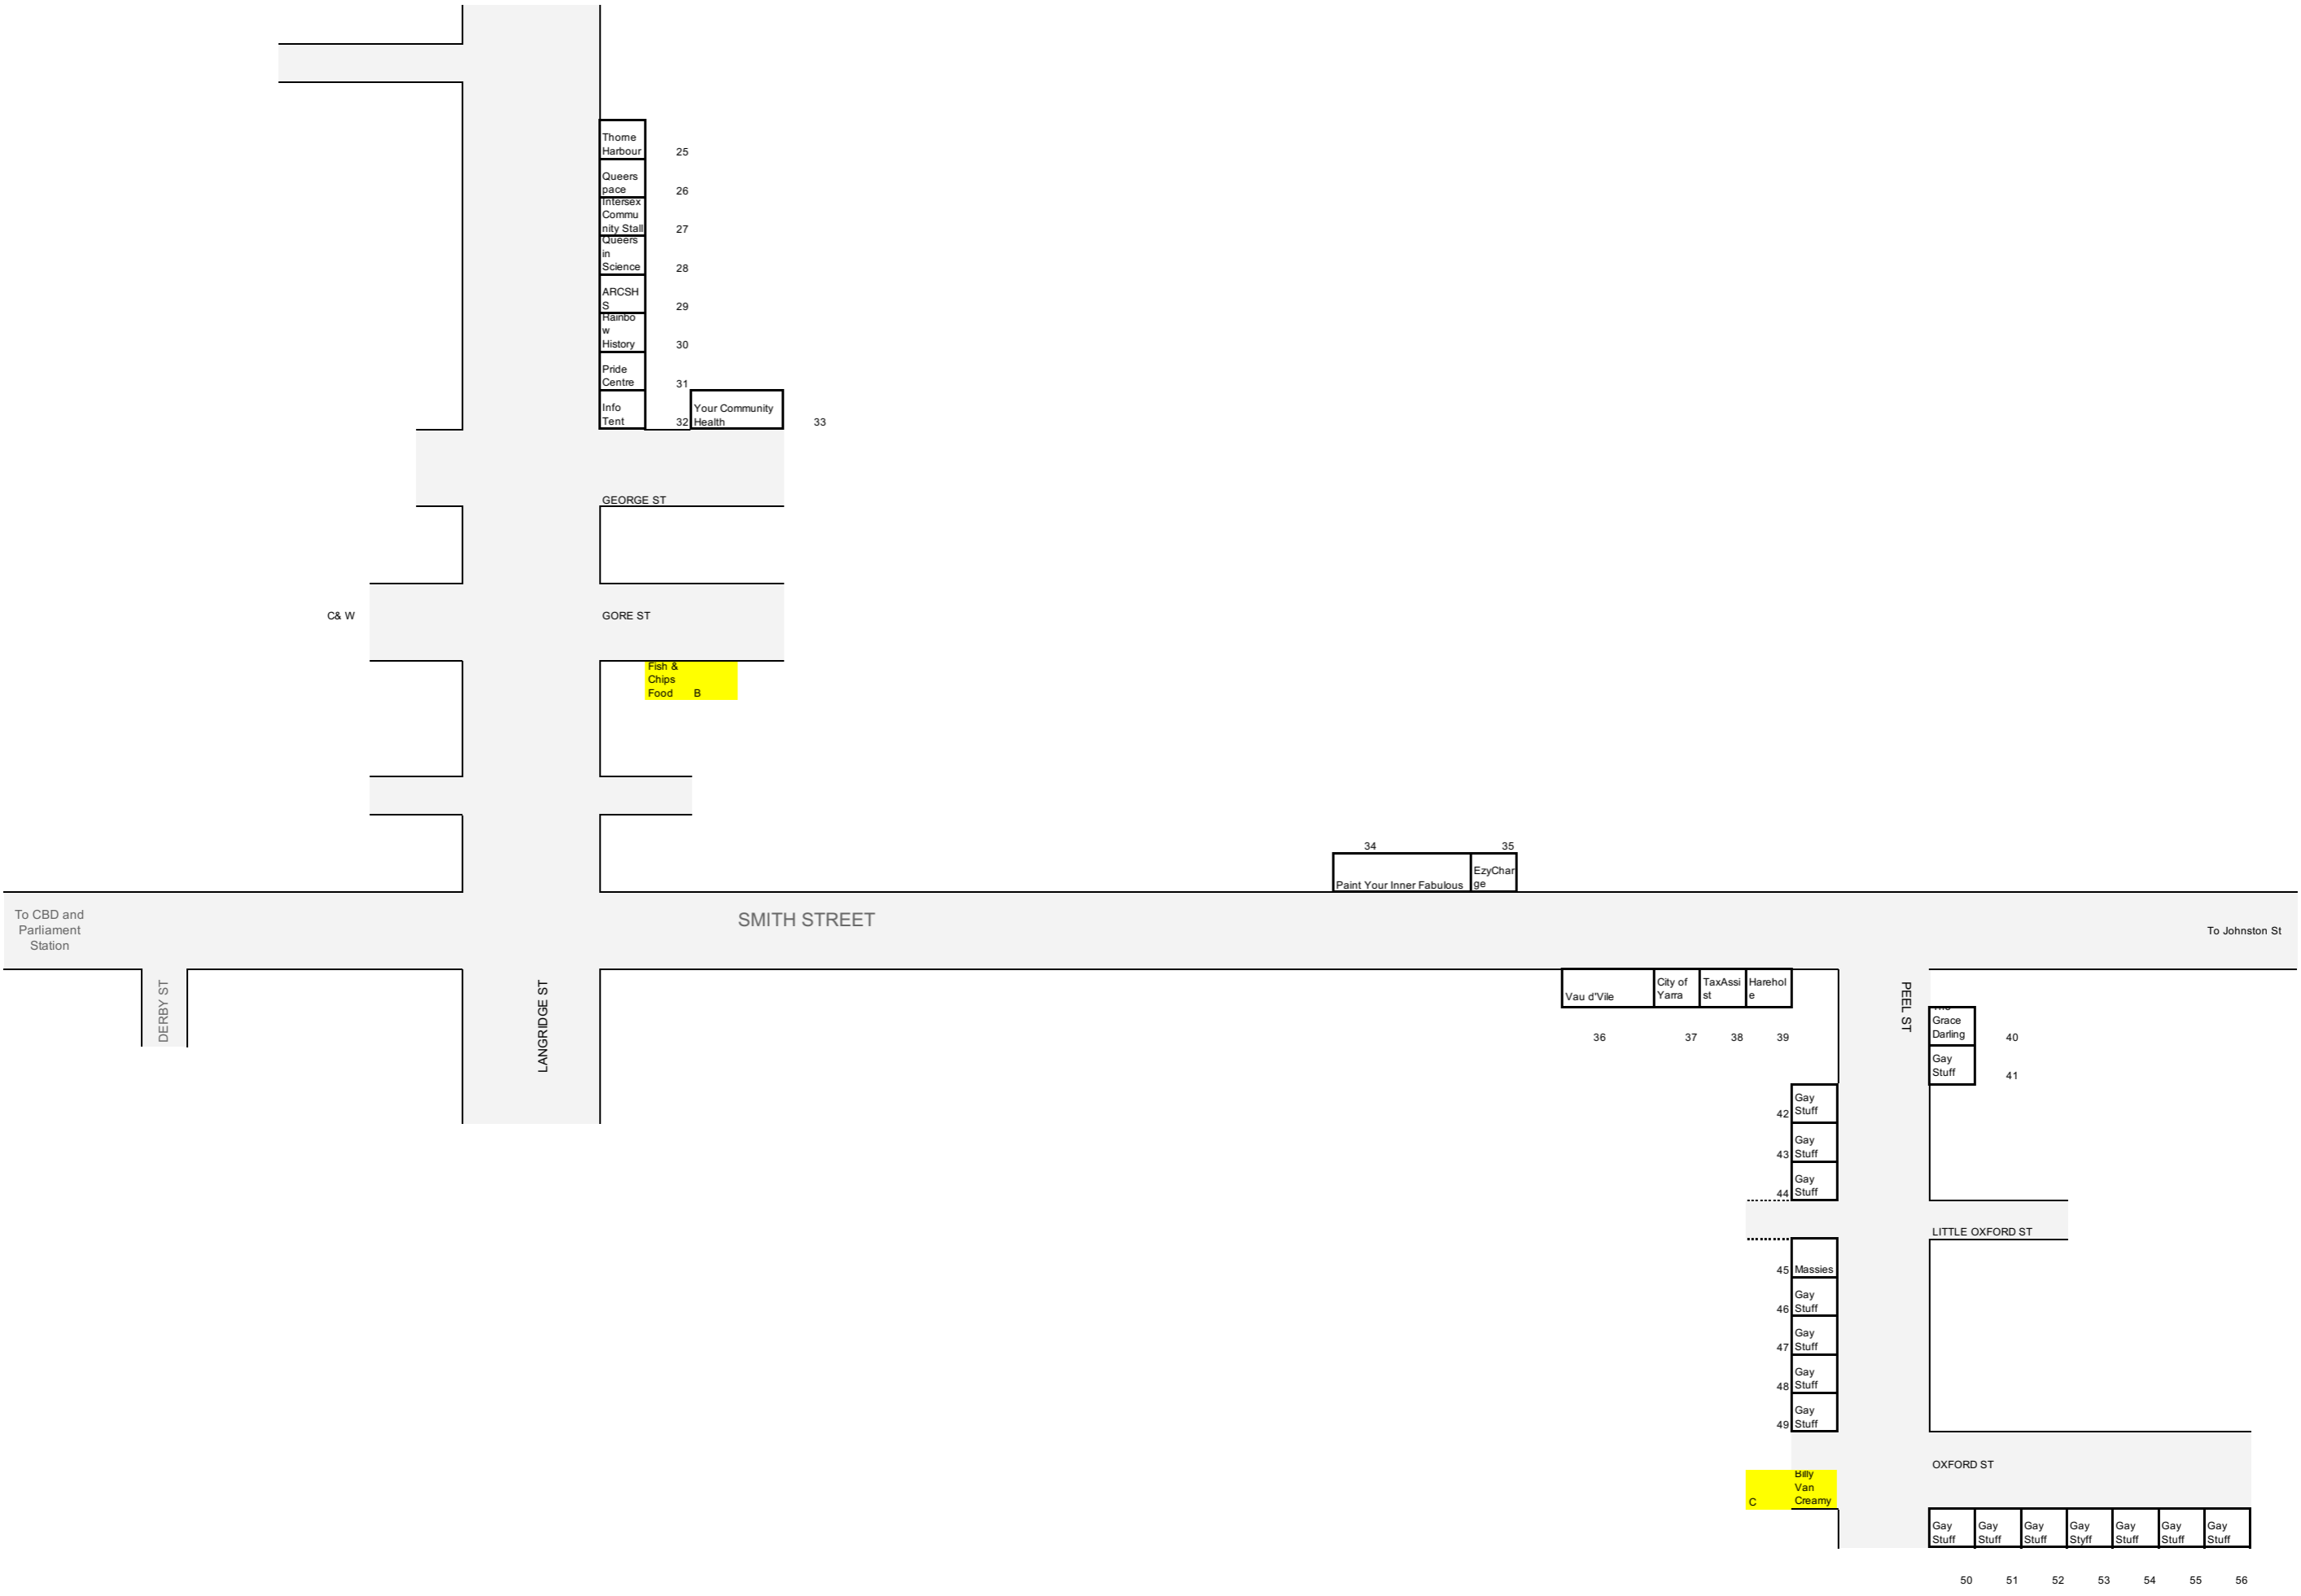 Thorne
Harbour
25
Queers
pace
26
Intersex
Commu
nity Stall
27
Queers
in
Science
28
ARCSH
S
29
Rainbo
w
History
30
Pride
Centre
31
Info
Tent
32
Your Community
Health
33
GEORGE ST
C& W
GORE ST
Fish &
Chips
Food B
34
35
Paint Your Inner Fabulous
EzyChar
ge
To CBD and
Parliament
Station
SMITH STREET
To Johnston St
DERBY ST
LANGRIDGE ST
Vau d'Vile
City of
Yarra
TaxAssi
st
Harehol
e
36
37
38
39
PEEL ST
Grace
Darling
40
Gay
Stuff
41
Gay
Stuff
42
Gay
Stuff
43
Gay
Stuff
44
LITTLE OXFORD ST
45
Massies
Gay
Stuff
46
Gay
Stuff
47
Gay
Stuff
48
Gay
Stuff
49
OXFORD ST
Billy
Van
Creamy
C
Gay
Stuff
Gay
Stuff
Gay
Stuff
Gay
Styff
Gay
Stuff
Gay
Stuff
Gay
Stuff
50
51
52
53
54
55
56